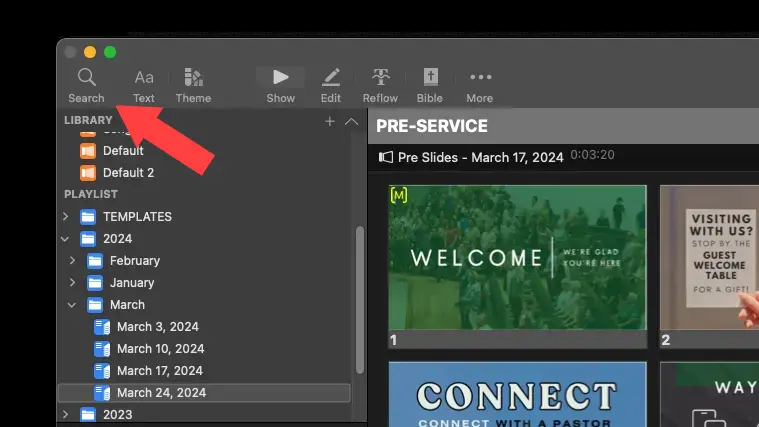 Search Text Theme Show Edit Reflow Bible More
LIBRARY
Default
Default 2
PLAYLIST
TEMPLATES
2024
February
January
March
March 3, 2024
March 10, 2024
March 17, 2024
March 24, 2024
2023
PRE-SERVICE
Pre Slides - March 17, 2024 0:03:20
[M]
WELCOME
WE'RE GLAD
YOU'RE HERE
1
VISITING
WITH US?
STOP BY THE
GUEST
WELCOME
TABLE
FOR A GIFT!
2
CONNECT
CONNECT WITH A PASTOR
WAY